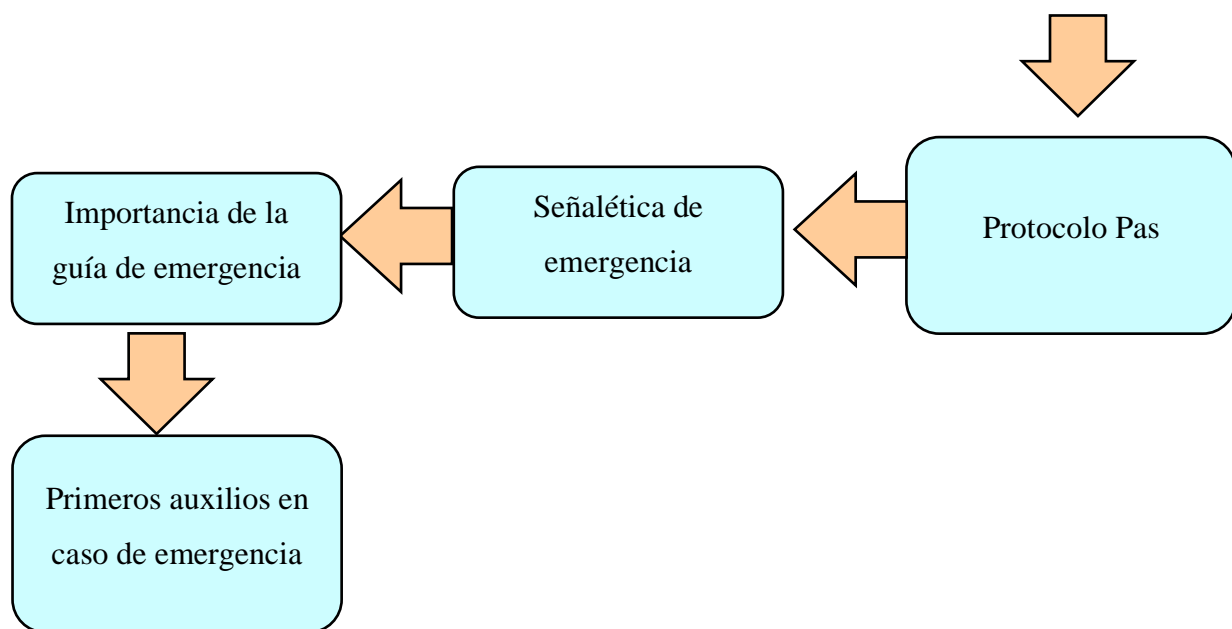 Importancia de la
guía de emergencia
Señalética de
emergencia
Protocolo Pas
Primeros auxilios en
caso de emergencia